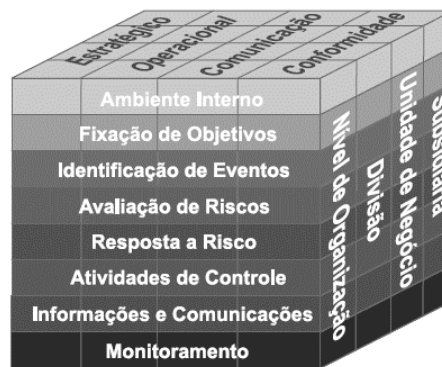 Estratégico
Operacional
Comunicação
Conformidade
Ambiente Interno
Fixação de Objetivos
Identificação de Eventos
Avaliação de Riscos
Resposta a Risco
Atividades de Controle
Informações e Comunicações
Monitoramento
Nível de Organização
Divisão
Unidade de Negócio